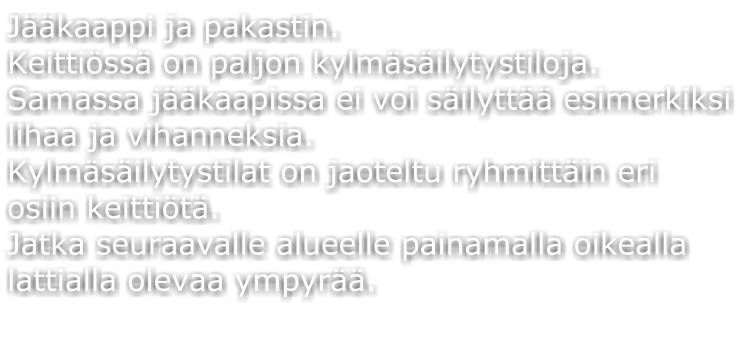 Jääkaappi ja pakastin.
Keittiössä on paljon kylmäsäilytystiloja.
Samassa jääkaapissa ei voi säilyttää esimerkiksi
lihaa ja vihanneksia.
Kylmäsäilytystilat on jaoteltu ryhmittäin eri
osiin keittiötä.
Jatka seuraavalle alueelle painamalla oikealla
lattialla olevaa ympyrää.